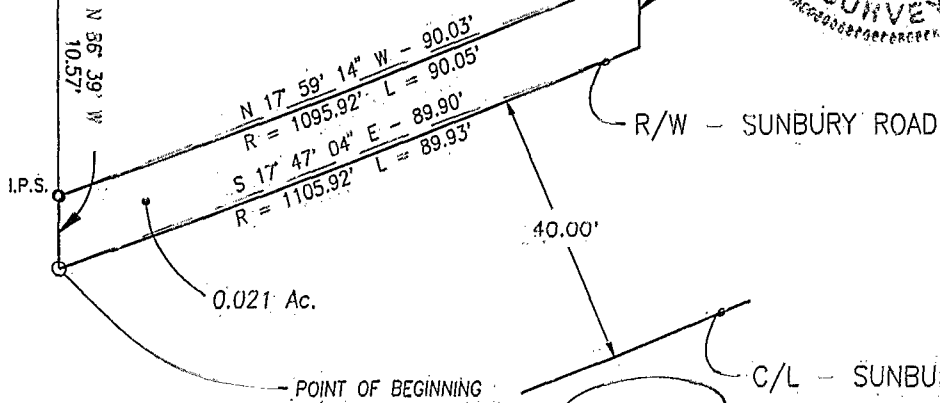 N 86° 39' W
10.57'
N 17° 59' 14" W - 90.03'
R = 1095.92' L = 90.05'
S 17° 47' 04" E - 89.90'
R = 1105.92' L = 89.93'
R/W - SUNBURY ROAD
I.P.S.
40.00'
0.021 Ac.
POINT OF BEGINNING
C/L - SUNBU